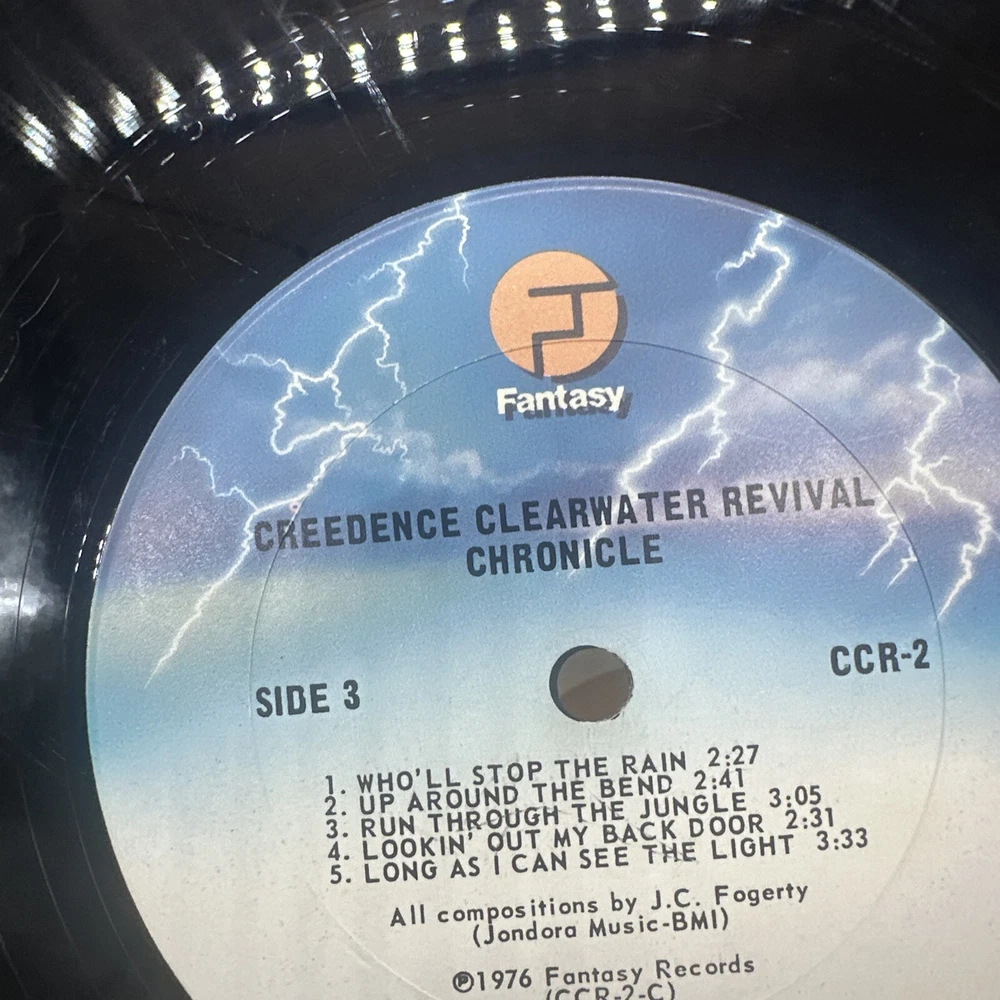 Fantasy
CREEDENCE CLEARWATER REVIVAL
CHRONICLE
CCR-2
SIDE 3
1. WHO'LL STOP THE RAIN 2:27
2. UP AROUND THE BEND 2:41
3. RUN THROUGH THE JUNGLE 3:05
4. LOOKIN' OUT MY BACK DOOR 2:31
5. LONG AS I CAN SEE THE LIGHT 3:33
All compositions by J.C. Fogerty
(Jondora Music-BMI)
℗1976 Fantasy Records
(CCR-2-C)